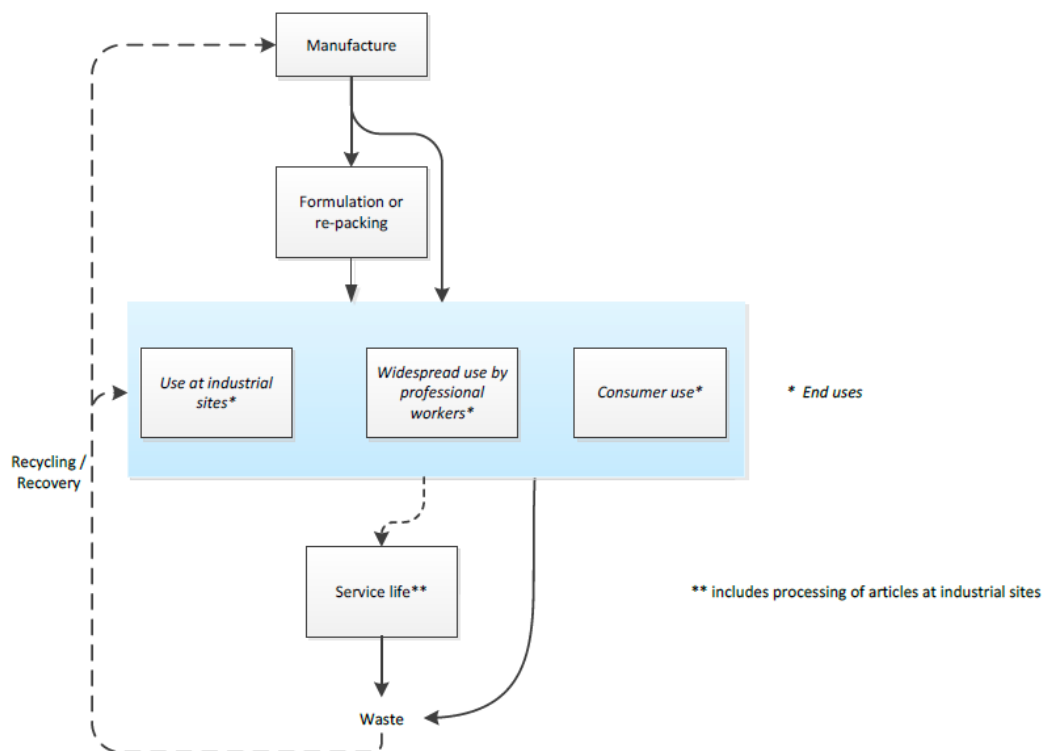 Manufacture
Formulation or
re-packing
Use at industrial
sites*
Widespread use by
professional
workers*
Consumer use*
* End uses
Recycling /
Recovery
Service life**
** includes processing of articles at industrial sites
Waste